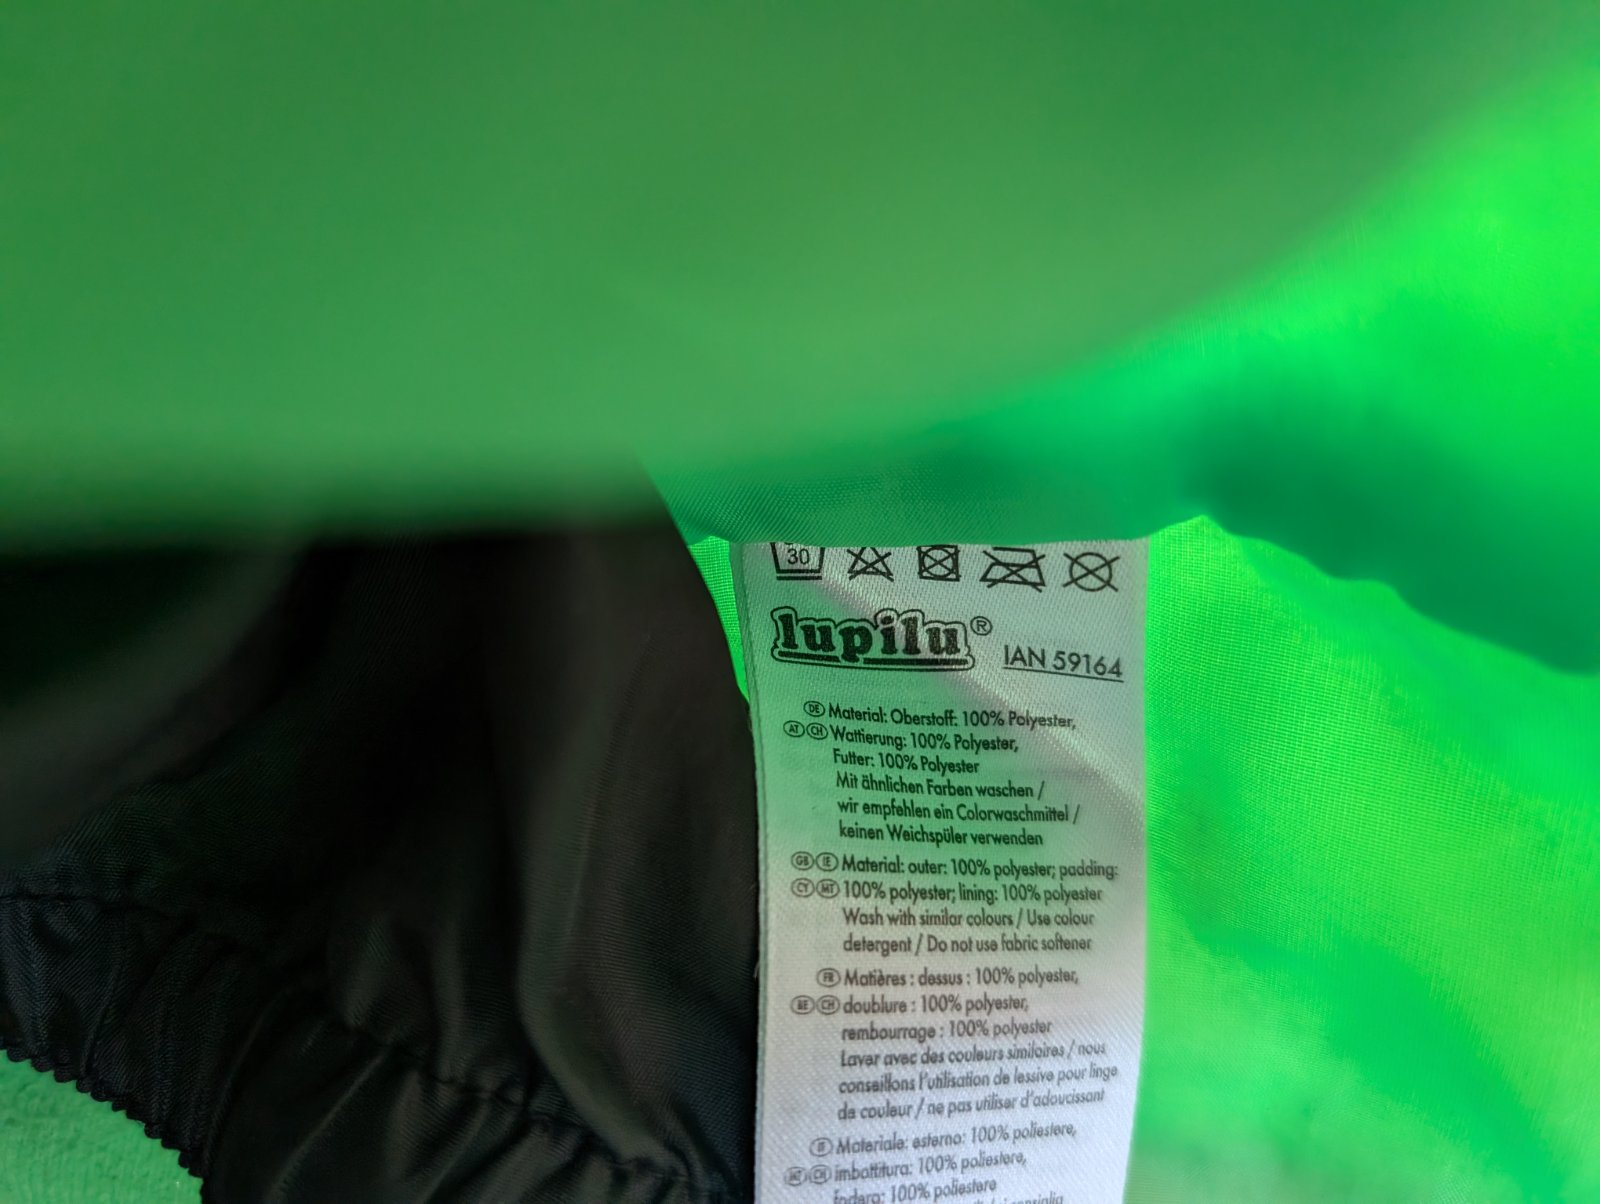 30
lupilu® IAN 59164
DE Material: Oberstoff: 100% Polyester,
AT CH Wattierung: 100% Polyester,
Futter: 100% Polyester
Mit ähnlichen Farben waschen /
wir empfehlen ein Colorwaschmittel /
keinen Weichspüler verwenden
GB IE Material: outer: 100% polyester; padding:
CY MT 100% polyester; lining: 100% polyester
Wash with similar colours / Use colour
detergent / Do not use fabric softener
FR Matières : dessus : 100% polyester,
BE CH doublure : 100% polyester,
rembourrage : 100% polyester
Laver avec des couleurs similaires / nous
conseillons l'utilisation de lessive pour linge
de couleur / ne pas utiliser d'adoucissant
IT Materiale: esterno: 100% poliestere,
MT CH imbottitura: 100% poliestere,
fodera: 100% poliestere
consiglia